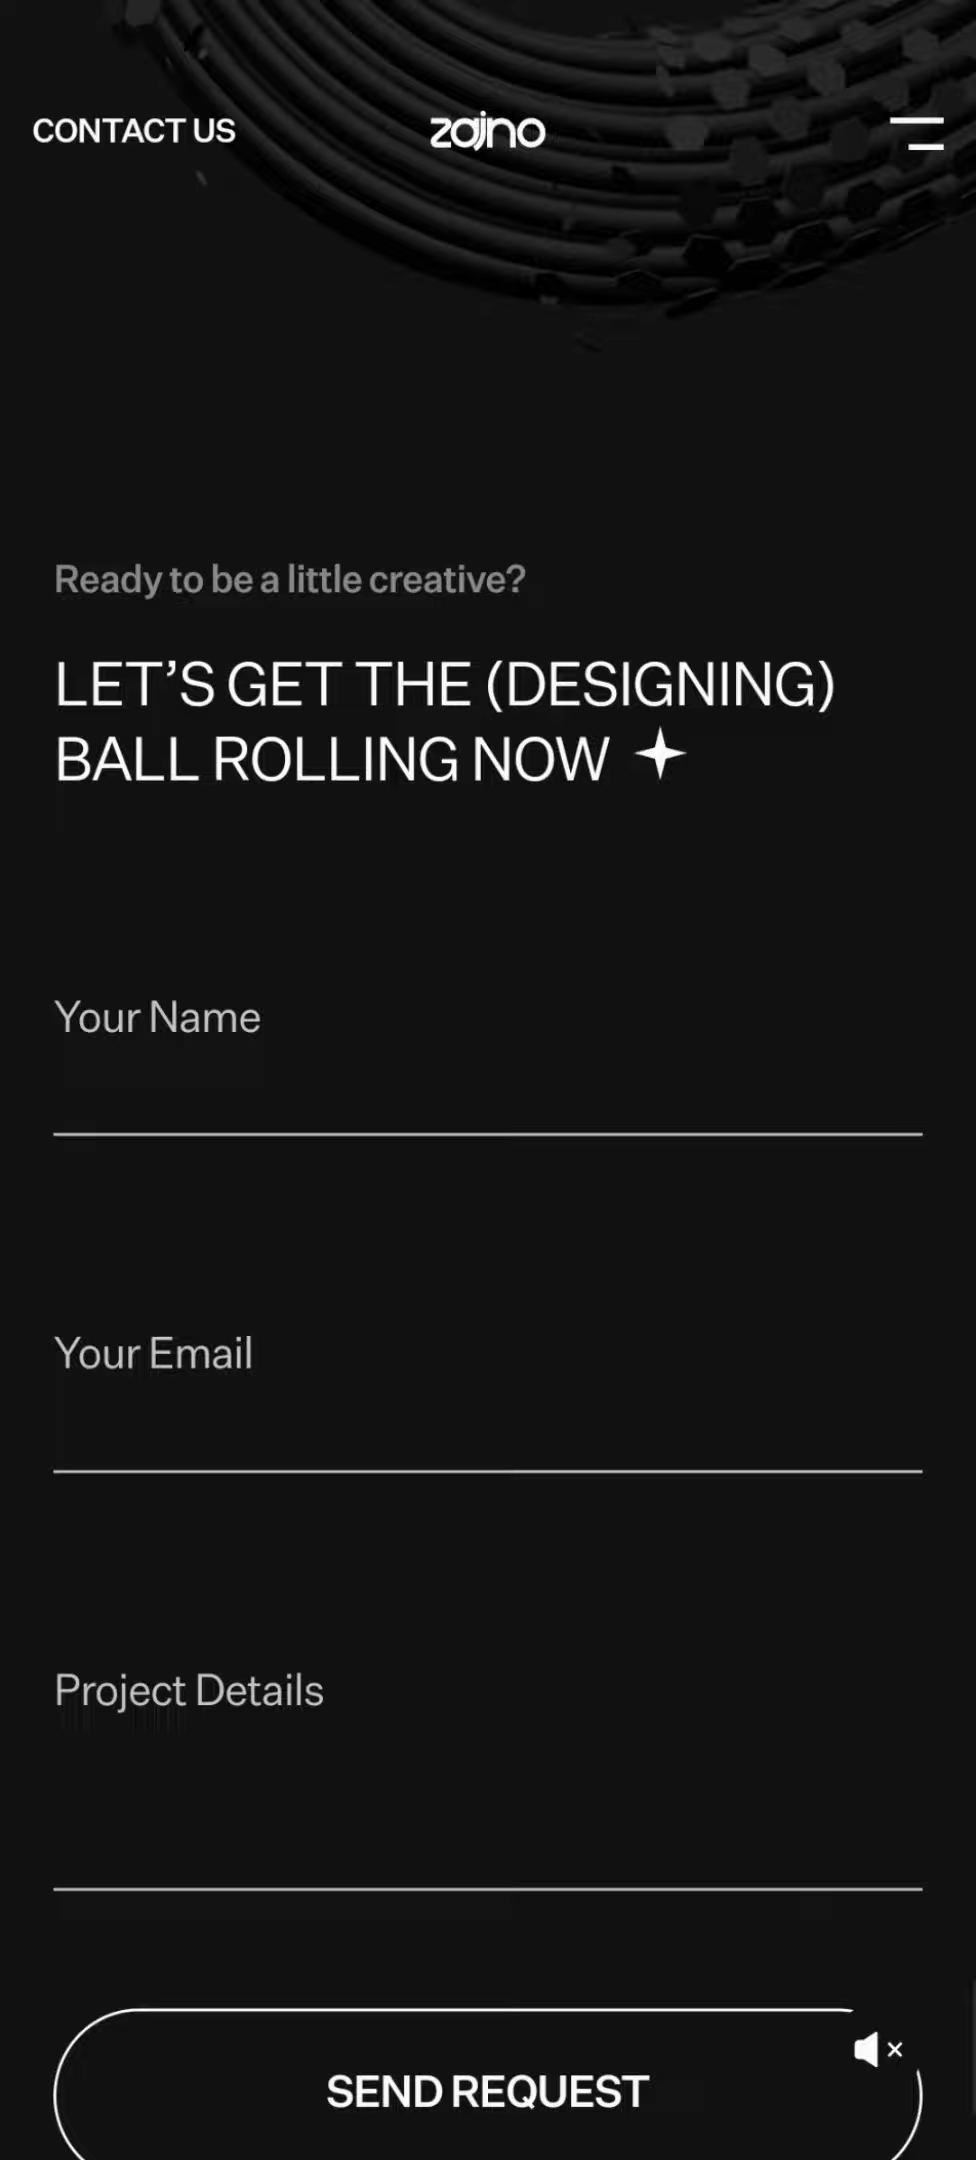 CONTACT US
zajno
Ready to be a little creative?
LET’S GET THE (DESIGNING)
BALL ROLLING NOW
Your Name
Your Email
Project Details
SEND REQUEST